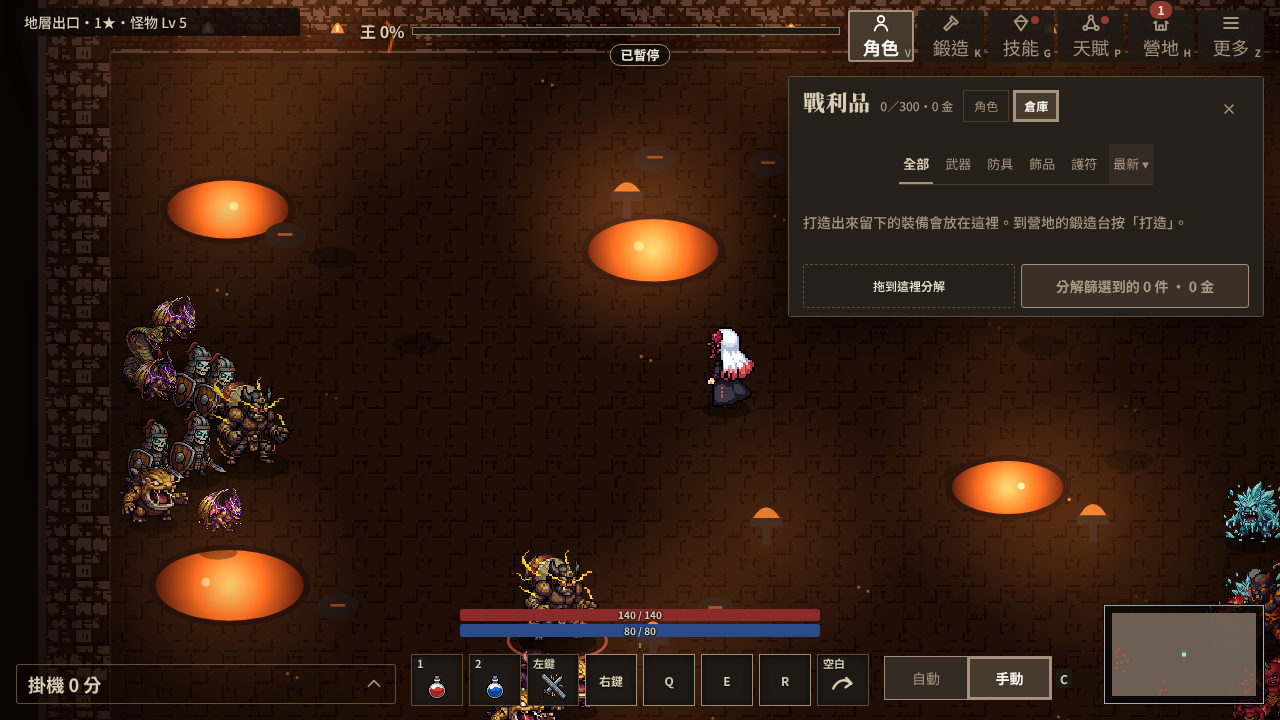 地層出口・1★・怪物 Lv 5
王 0%
已暫停
角色 V
鍛造 K
技能 G
天賦 P
1
營地 H
更多 Z
戰利品 0／300・0 金 角色 倉庫 ×
全部 武器 防具 飾品 護符 最新 ▾
打造出來留下的裝備會放在這裡。到營地的鍛造台按「打造」。
拖到這裡分解
分解篩選到的 0 件 ・ 0 金
140 / 140
80 / 80
掛機 0 分
1
2
左鍵
右鍵
Q
E
R
空白
自動
手動
C